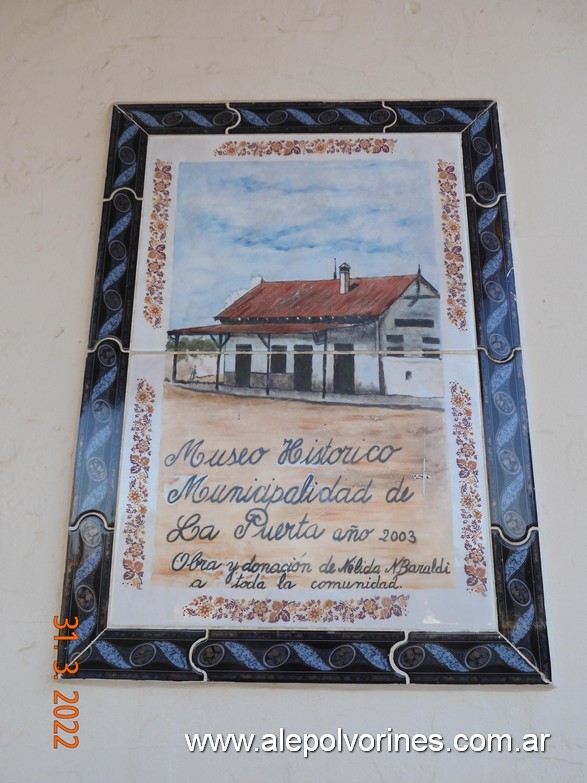 Museo Historico
Municipalidad de
La Puerta año 2003
Obra y donación de Nelida N Baraldi
a toda la comunidad.
31.3.2022
www.alepolvorines.com.ar